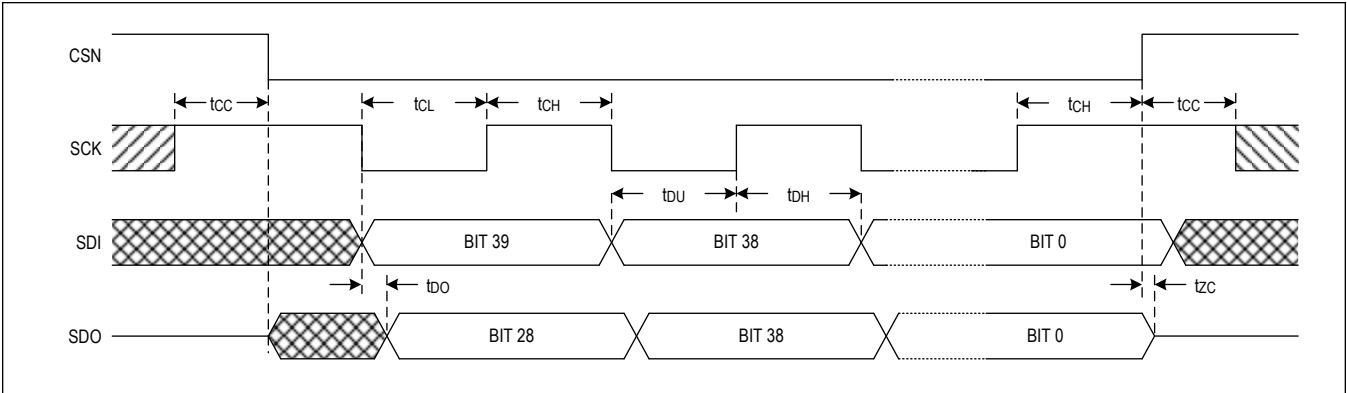 CSN
tCC tCL tCH tCH tCC
SCK
tDU tDH
SDI BIT 39 BIT 38 BIT 0
tDO tZC
SDO BIT 28 BIT 38 BIT 0